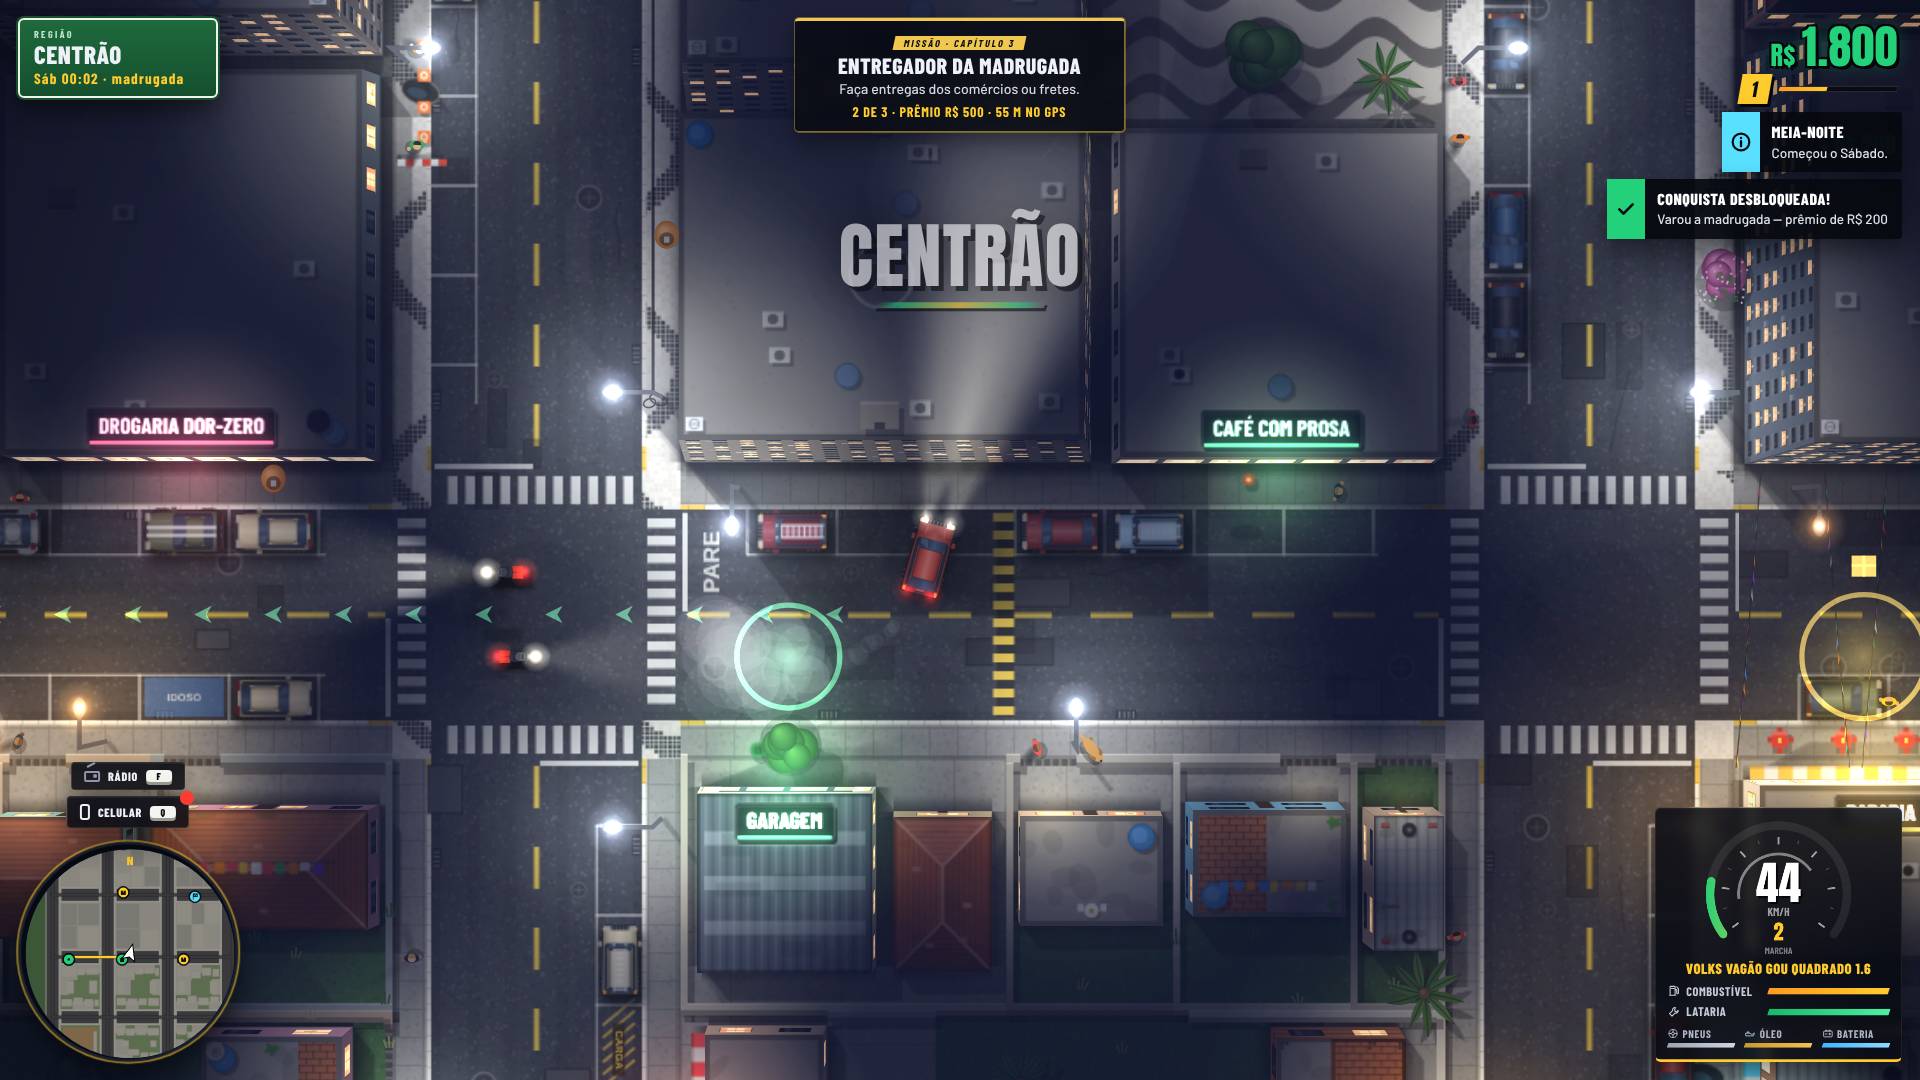 REGIÃO
CENTRÃO
Sáb 00:02 · madrugada
MISSÃO · CAPÍTULO 3
ENTREGADOR DA MADRUGADA
Faça entregas dos comércios ou fretes.
2 DE 3 · PRÊMIO R$ 500 · 55 M NO GPS
R$ 1.800
1
MEIA-NOITE
Começou o Sábado.
CONQUISTA DESBLOQUEADA!
Varou a madrugada — prêmio de R$ 200
CENTRÃO
DROGARIA DOR-ZERO
CAFÉ COM PROSA
PARE
IDOSO
RÁDIO F
CELULAR Q
GARAGEM
N
CARGA
44
KM/H
2
MARCHA
VOLKS VAGÃO GOU QUADRADO 1.6
COMBUSTÍVEL
LATARIA
PNEUS ÓLEO BATERIA